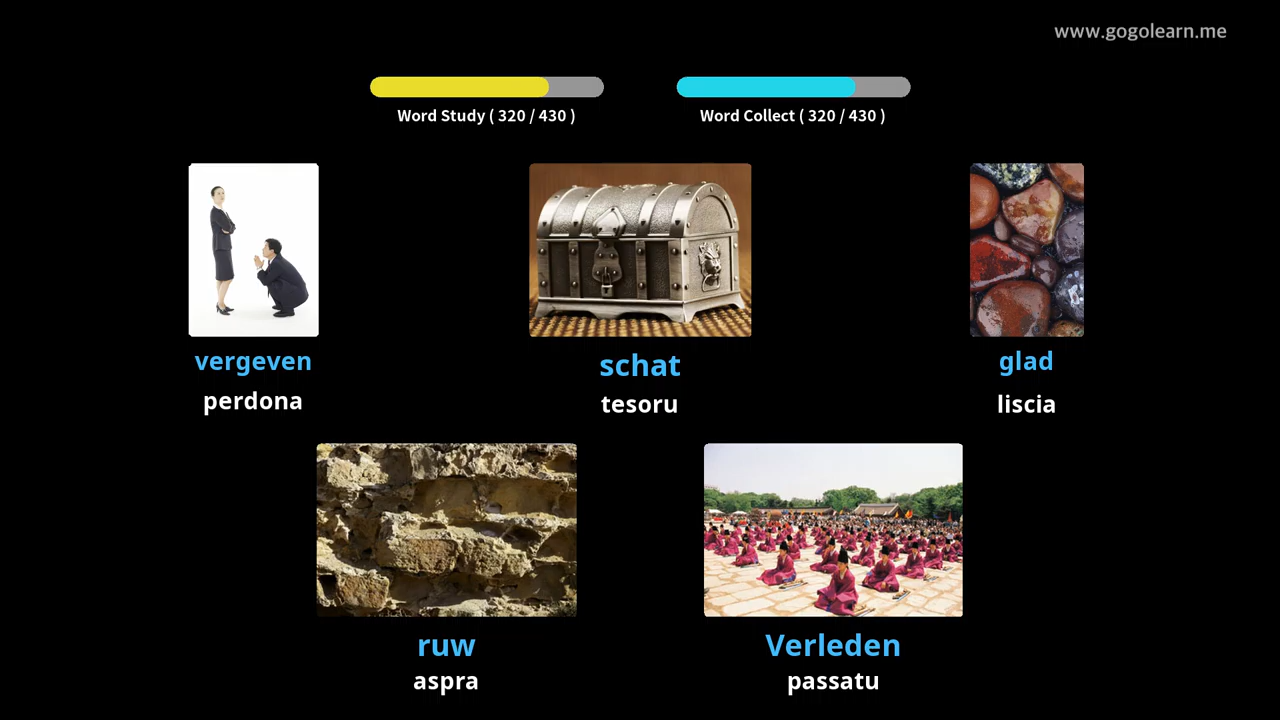 www.gogolearn.me
Word Study ( 320 / 430 )
Word Collect ( 320 / 430 )
vergeven
perdona
schat
tesoru
glad
liscia
ruw
aspra
Verleden
passatu